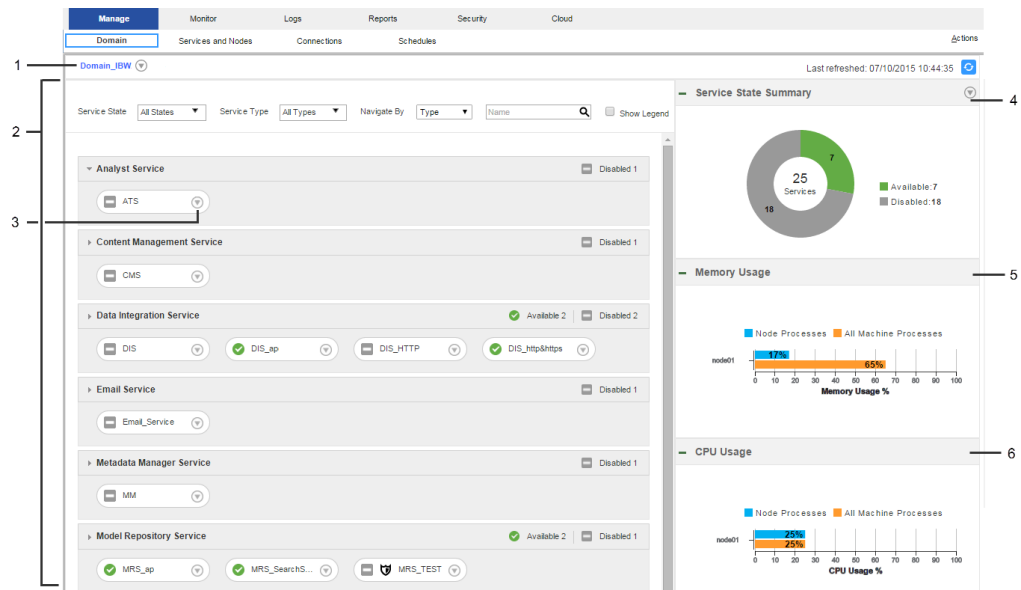 Manage Monitor Logs Reports Security Cloud
Domain Services and Nodes Connections Schedules Actions
1 Domain_IBW Last refreshed: 07/10/2015 10:44:35
2
Service State All States Service Type All Types Navigate By Type Name Show Legend
Analyst Service Disabled 1
ATS
3
Content Management Service Disabled 1
CMS
Data Integration Service Available 2 Disabled 2
DIS DIS_ap DIS_HTTP DIS_http&https
Email Service Disabled 1
Email_Service
Metadata Manager Service Disabled 1
MM
Model Repository Service Available 2 Disabled 1
MRS_ap MRS_SearchS... MRS_TEST
Service State Summary 4
7
25
Services
18
Available:7
Disabled:18
Memory Usage 5
Node Processes All Machine Processes
17%
node01
65%
0 10 20 30 40 50 60 70 80 90 100
Memory Usage %
CPU Usage 6
Node Processes All Machine Processes
25%
node01
25%
0 10 20 30 40 50 60 70 80 90 100
CPU Usage %